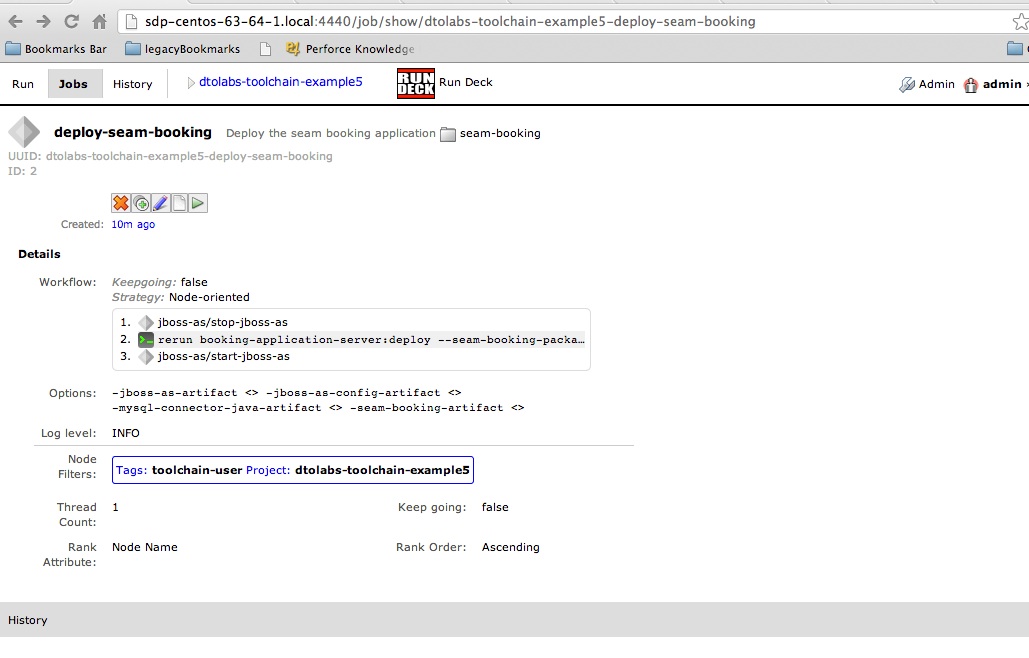 sdp-centos-63-64-1.local:4440/job/show/dtolabs-toolchain-example5-deploy-seam-booking
Bookmarks Bar legacyBookmarks Perforce Knowledge
Run Jobs History dtolabs-toolchain-example5 RUN DECK Run Deck Admin admin
deploy-seam-booking Deploy the seam booking application seam-booking
UUID: dtolabs-toolchain-example5-deploy-seam-booking
ID: 2
Created: 10m ago
Details
Workflow: Keepgoing: false
Strategy: Node-oriented
1. jboss-as/stop-jboss-as
2. rerun booking-application-server:deploy --seam-booking-packa…
3. jboss-as/start-jboss-as
Options: -jboss-as-artifact <> -jboss-as-config-artifact <>
-mysql-connector-java-artifact <> -seam-booking-artifact <>
Log level: INFO
Node Filters: Tags: toolchain-user Project: dtolabs-toolchain-example5
Thread Count: 1 Keep going: false
Rank Attribute: Node Name Rank Order: Ascending
History